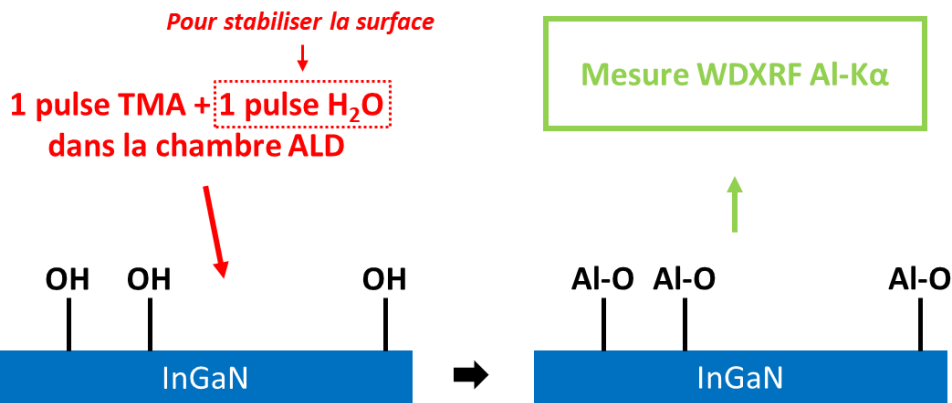 Pour stabiliser la surface
1 pulse TMA + 1 pulse H₂O
dans la chambre ALD
Mesure WDXRF Al-Kα
OH OH OH
Al-O Al-O Al-O
InGaN
InGaN